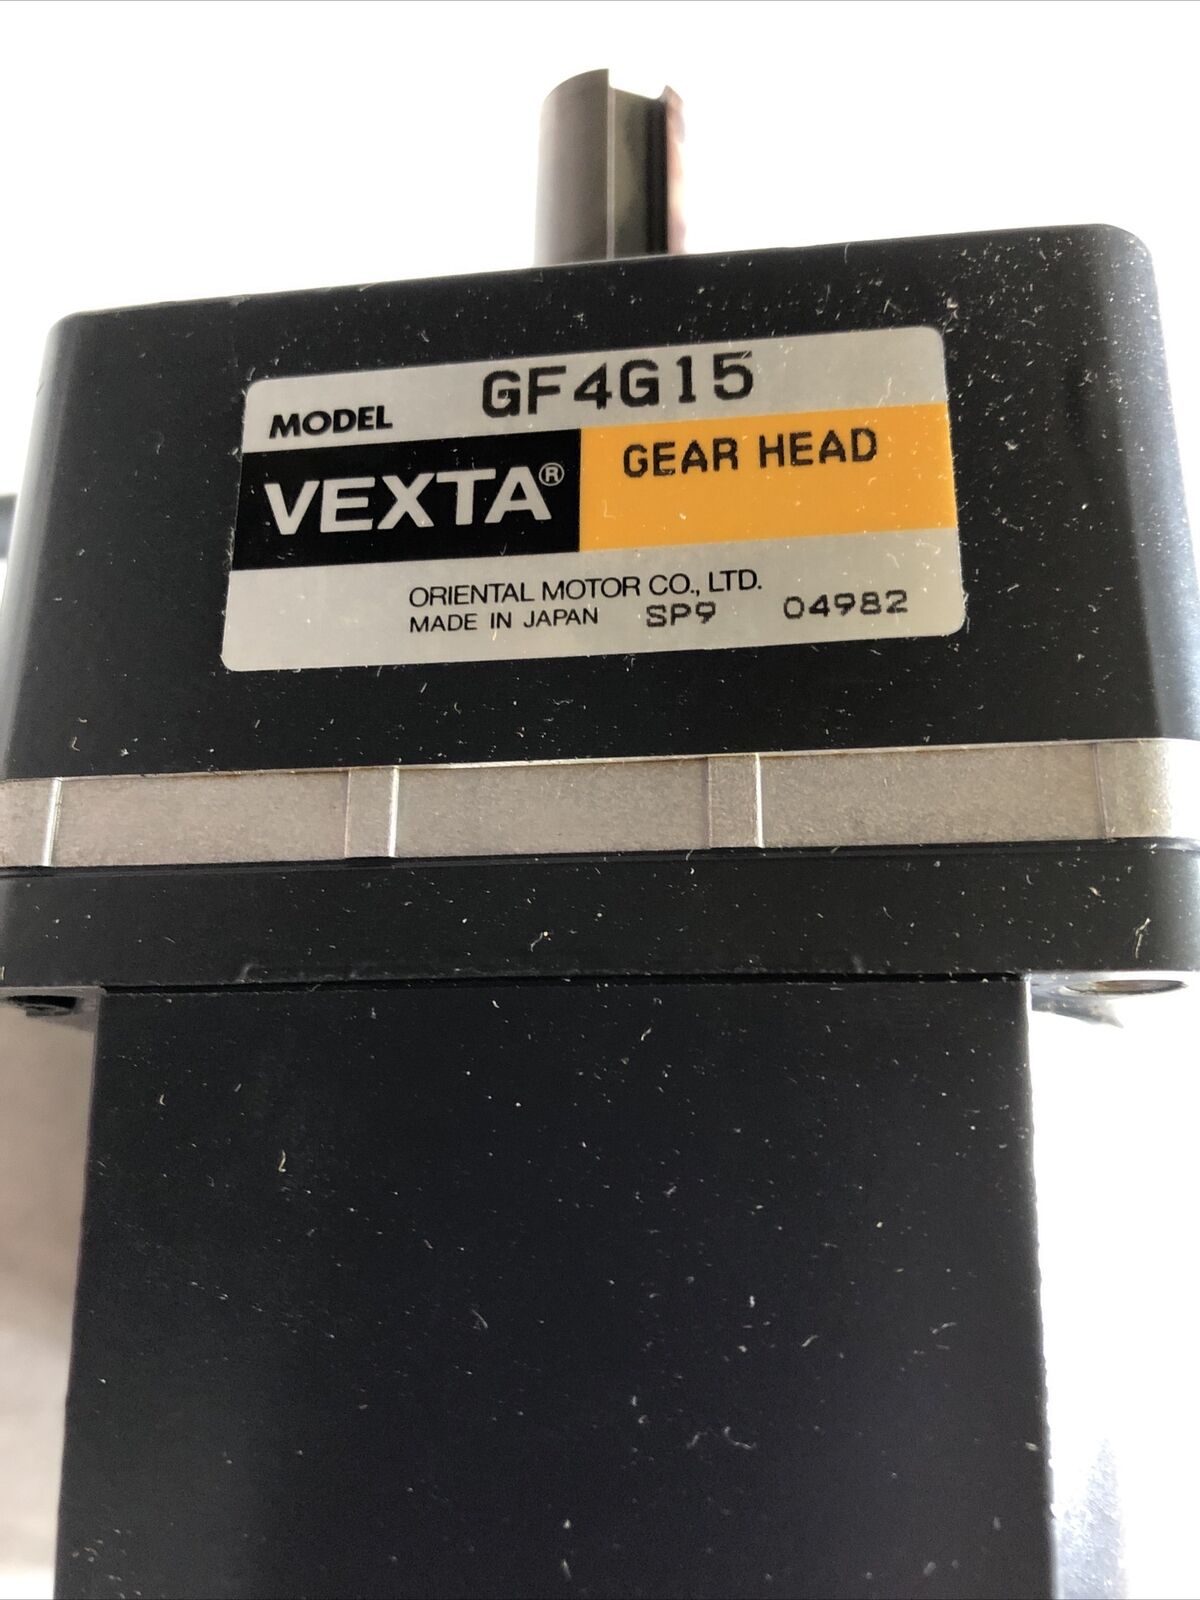 MODEL GF4G15
VEXTA® GEAR HEAD
ORIENTAL MOTOR CO., LTD.
MADE IN JAPAN SP9 04982